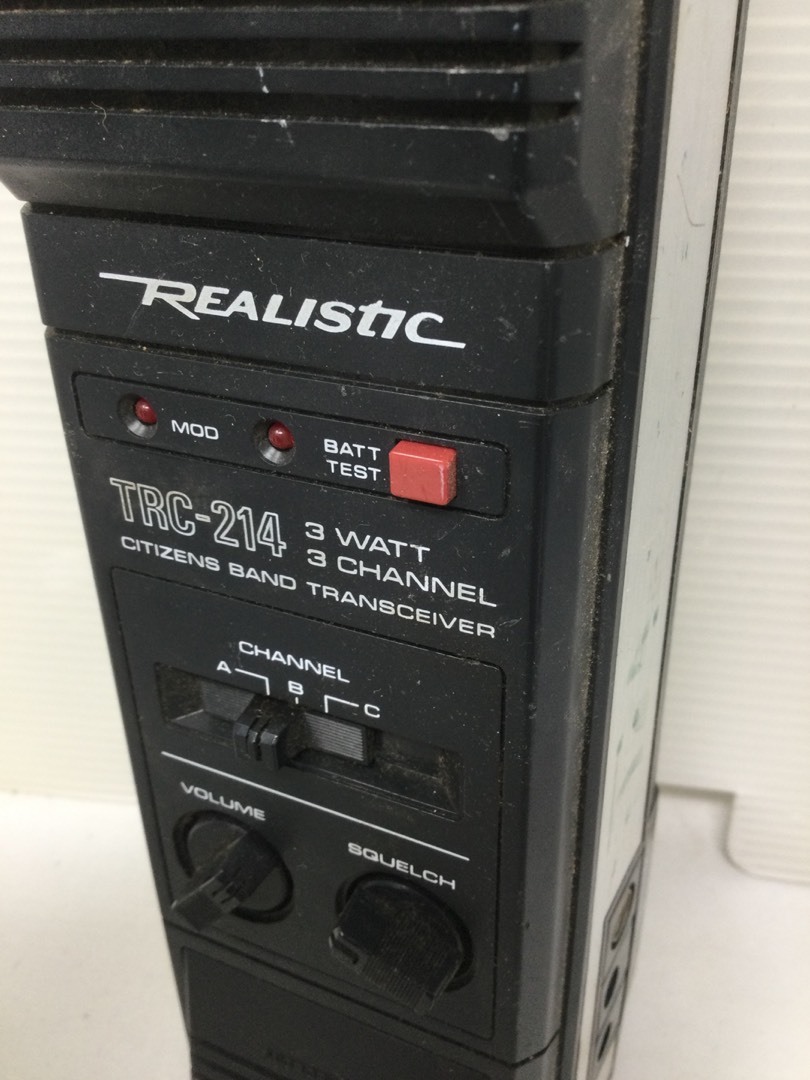 REALISTIC
MOD
BATT
TEST
TRC-214
3 WATT
3 CHANNEL
CITIZENS BAND TRANSCEIVER
CHANNEL
A B C
VOLUME
SQUELCH